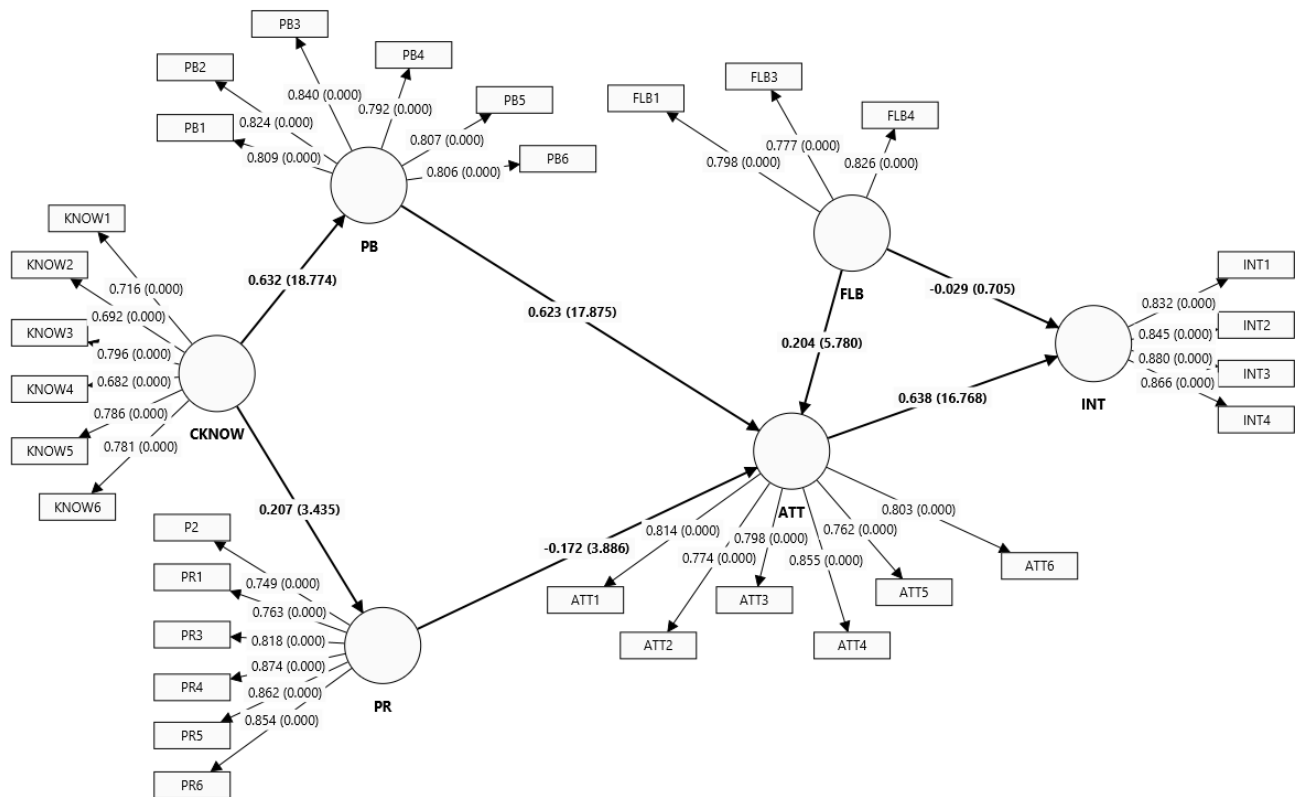 PB3
PB4
PB2
PB5
PB1
PB6
0.840 (0.000)
0.792 (0.000)
0.824 (0.000)
0.807 (0.000)
0.809 (0.000)
0.806 (0.000)
PB
FLB3
FLB1
FLB4
0.777 (0.000)
0.798 (0.000)
0.826 (0.000)
FLB
KNOW1
KNOW2
KNOW3
KNOW4
KNOW5
KNOW6
0.716 (0.000)
0.692 (0.000)
0.796 (0.000)
0.682 (0.000)
0.786 (0.000)
0.781 (0.000)
CKNOW
0.632 (18.774)
0.623 (17.875)
-0.029 (0.705)
0.204 (5.780)
0.638 (16.768)
0.207 (3.435)
-0.172 (3.886)
INT1
INT2
INT3
INT4
0.832 (0.000)
0.845 (0.000)
0.880 (0.000)
0.866 (0.000)
INT
ATT
0.814 (0.000)
0.774 (0.000)
0.798 (0.000)
0.855 (0.000)
0.762 (0.000)
0.803 (0.000)
ATT1
ATT2
ATT3
ATT4
ATT5
ATT6
P2
PR1
PR3
PR4
PR5
PR6
0.749 (0.000)
0.763 (0.000)
0.818 (0.000)
0.874 (0.000)
0.862 (0.000)
0.854 (0.000)
PR